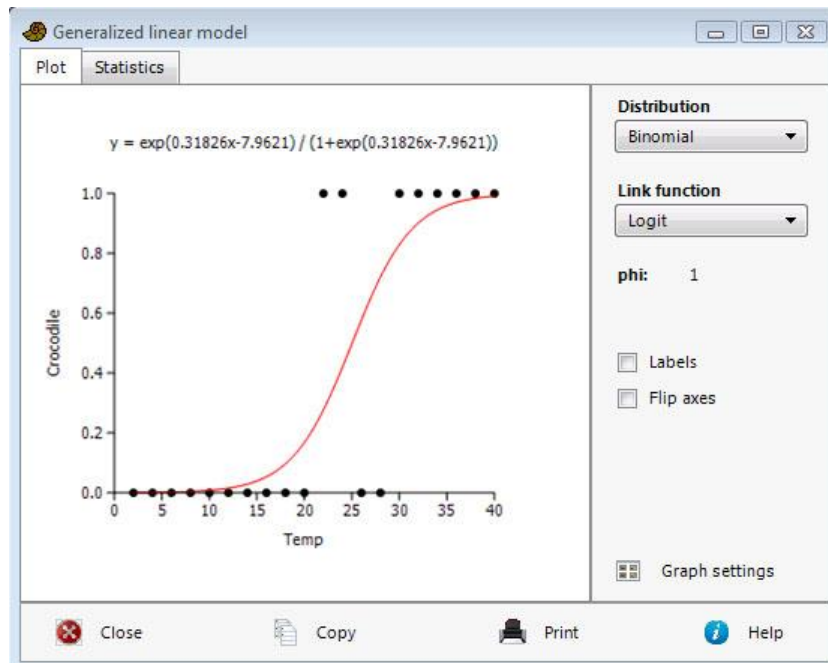 Generalized linear model
Plot Statistics
y = exp(0.31826x-7.9621) / (1+exp(0.31826x-7.9621))
1.0
0.8
0.6
0.4
0.2
0.0
Crocodile
0 5 10 15 20 25 30 35 40
Temp
Distribution
Binomial
Link function
Logit
phi: 1
Labels
Flip axes
Graph settings
Close Copy Print Help